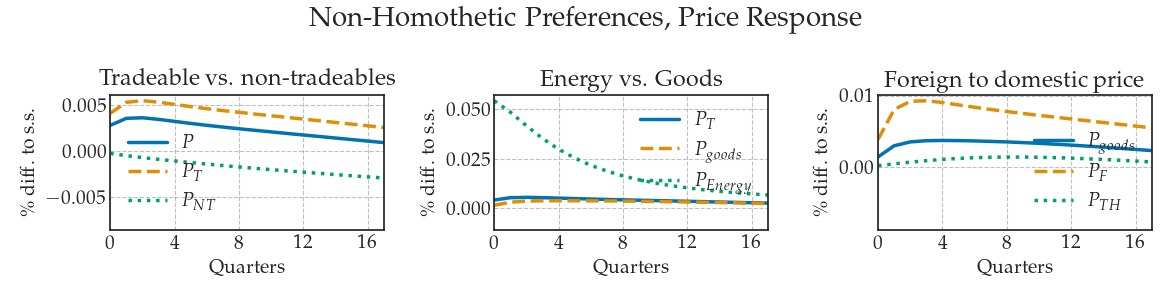 Non-Homothetic Preferences, Price Response
Tradeable vs. non-tradeables
% diff. to s.s.
0.005
0.000
−0.005
P
P_T
P_NT
0 4 8 12 16
Quarters
Energy vs. Goods
% diff. to s.s.
0.050
0.025
0.000
P_T
P_goods
P_Energy
0 4 8 12 16
Quarters
Foreign to domestic price
% diff. to s.s.
0.01
0.00
P_goods
P_F
P_TH
0 4 8 12 16
Quarters